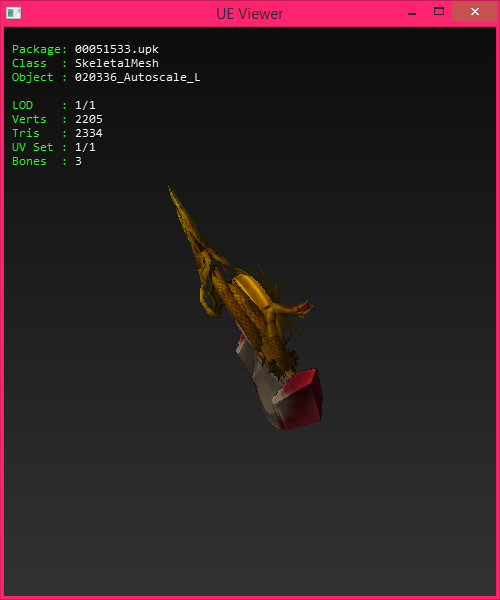 UE Viewer
Package: 00051533.upk
Class : SkeletalMesh
Object : 020336_Autoscale_L
LOD : 1/1
Verts : 2205
Tris : 2334
UV Set : 1/1
Bones : 3